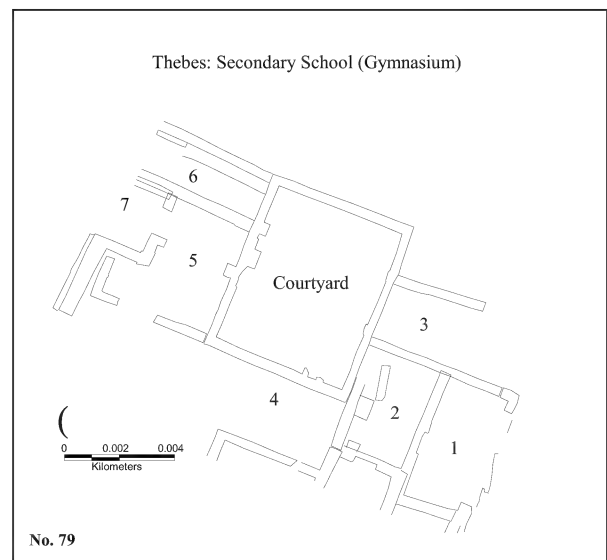 Thebes: Secondary School (Gymnasium)
6
7
5
Courtyard
3
4
2
1
(
0 0.002 0.004
Kilometers
No. 79